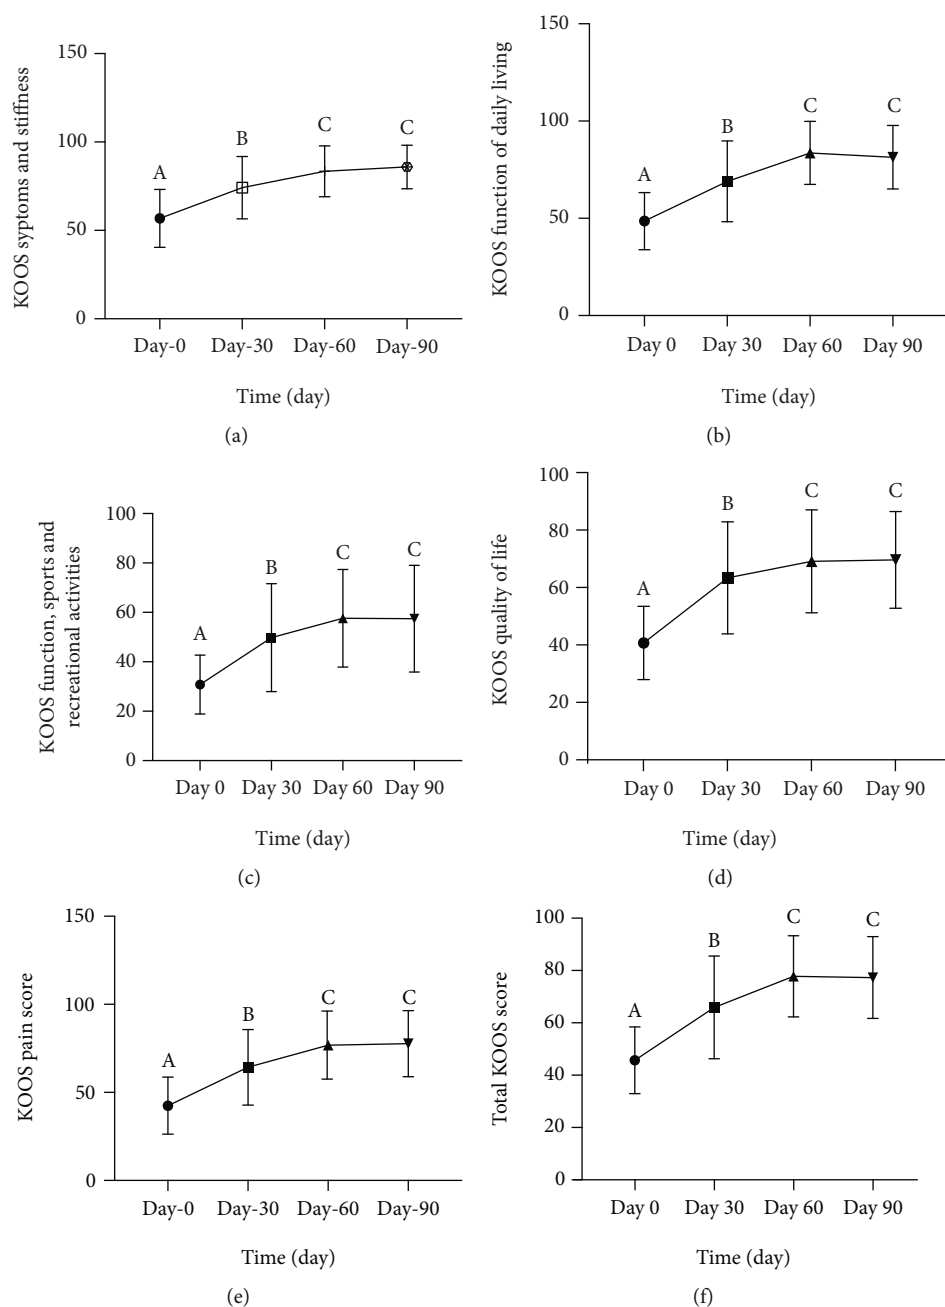 KOOS syptoms and stiffness
150
100
50
0
A
B
C
C
Day-0 Day-30 Day-60 Day-90
Time (day)
(a)
KOOS function of daily living
150
100
50
0
A
B
C
C
Day 0 Day 30 Day 60 Day 90
Time (day)
(b)
KOOS function, sports and
recreational activities
100
80
60
40
20
0
A
B
C
C
Day 0 Day 30 Day 60 Day 90
Time (day)
(c)
KOOS quality of life
100
80
60
40
20
0
A
B
C
C
Day 0 Day 30 Day 60 Day 90
Time (day)
(d)
KOOS pain score
150
100
50
0
A
B
C
C
Day-0 Day-30 Day-60 Day-90
Time (day)
(e)
Total KOOS score
100
80
60
40
20
0
A
B
C
C
Day 0 Day 30 Day 60 Day 90
Time (day)
(f)